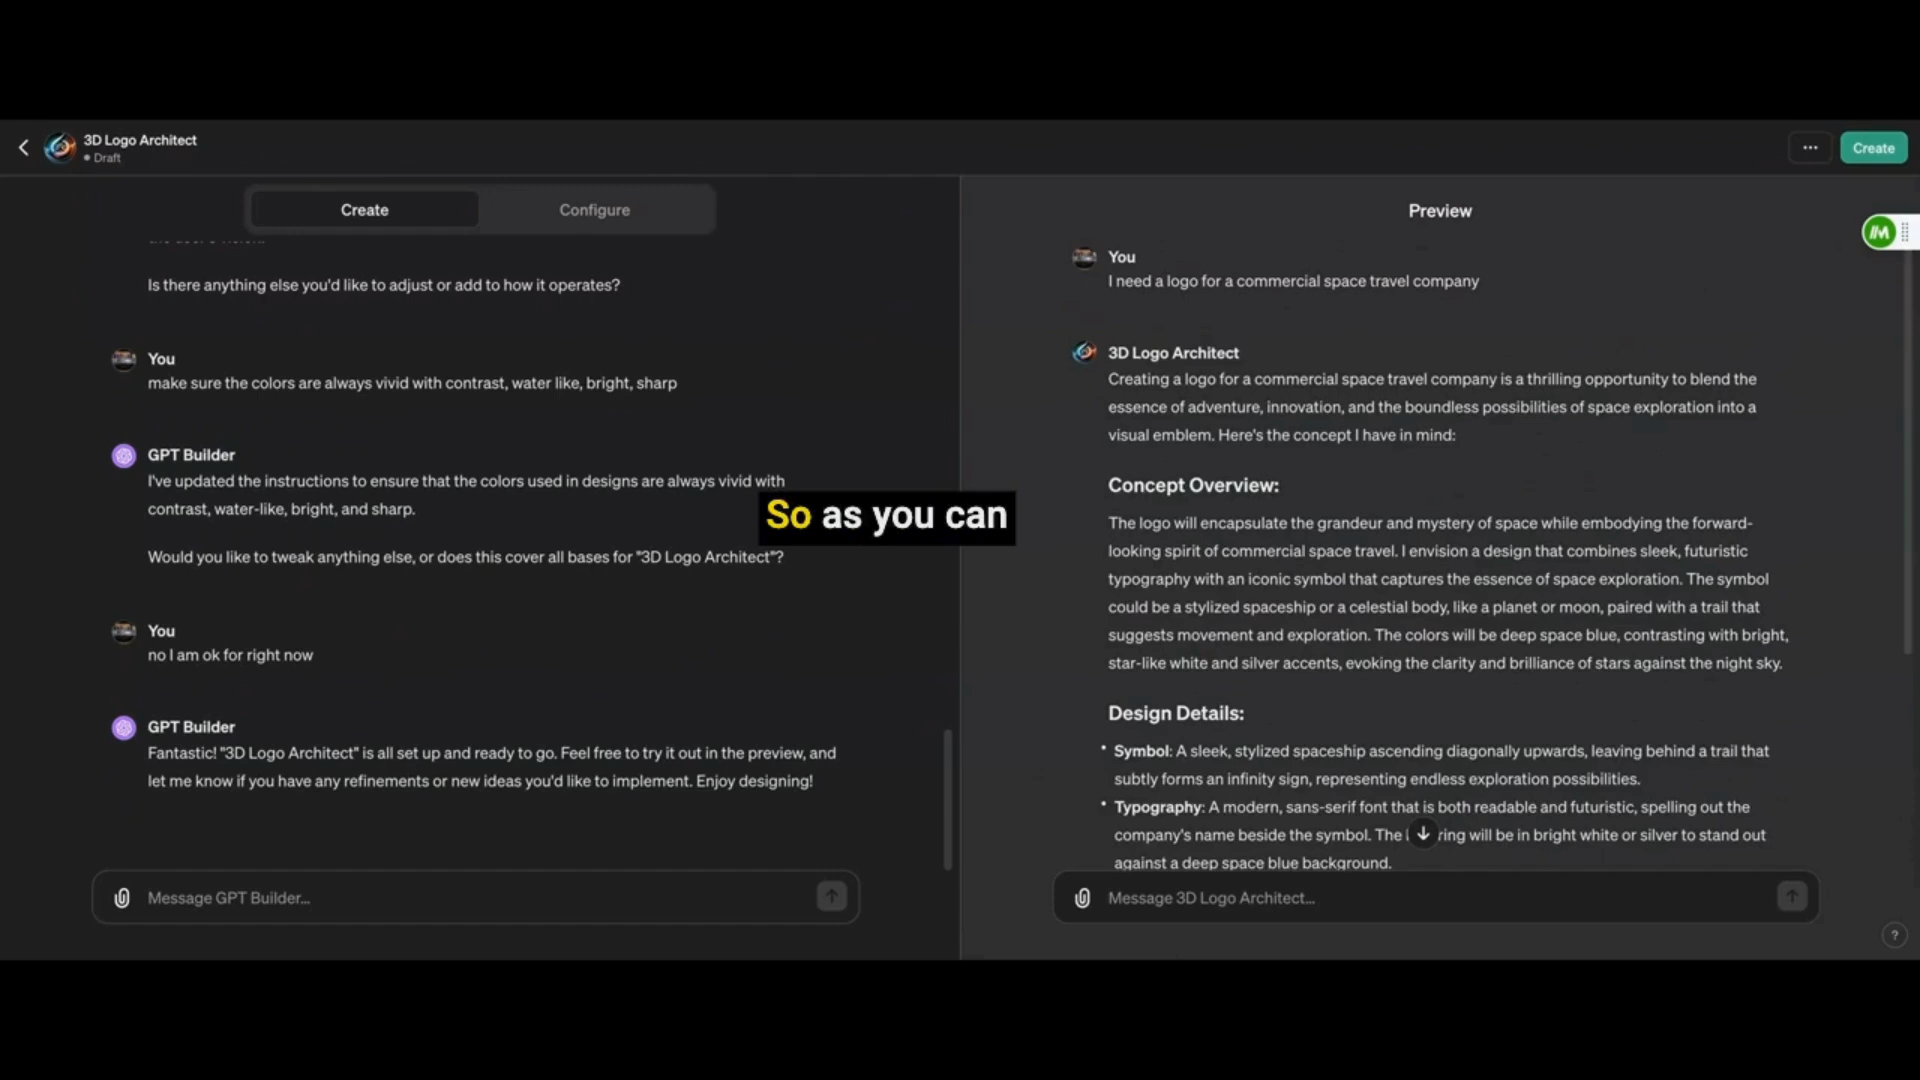 3D Logo Architect
Draft
Create
Create
Configure
Preview
Is there anything else you'd like to adjust or add to how it operates?
You
make sure the colors are always vivid with contrast, water like, bright, sharp
GPT Builder
I've updated the instructions to ensure that the colors used in designs are always vivid with
contrast, water-like, bright, and sharp.
Would you like to tweak anything else, or does this cover all bases for "3D Logo Architect"?
You
no I am ok for right now
GPT Builder
Fantastic! "3D Logo Architect" is all set up and ready to go. Feel free to try it out in the preview, and
let me know if you have any refinements or new ideas you'd like to implement. Enjoy designing!
Message GPT Builder...
So as you can
You
I need a logo for a commercial space travel company
3D Logo Architect
Creating a logo for a commercial space travel company is a thrilling opportunity to blend the
essence of adventure, innovation, and the boundless possibilities of space exploration into a
visual emblem. Here's the concept I have in mind:
Concept Overview:
The logo will encapsulate the grandeur and mystery of space while embodying the forward-
looking spirit of commercial space travel. I envision a design that combines sleek, futuristic
typography with an iconic symbol that captures the essence of space exploration. The symbol
could be a stylized spaceship or a celestial body, like a planet or moon, paired with a trail that
suggests movement and exploration. The colors will be deep space blue, contrasting with bright,
star-like white and silver accents, evoking the clarity and brilliance of stars against the night sky.
Design Details:
• Symbol: A sleek, stylized spaceship ascending diagonally upwards, leaving behind a trail that
subtly forms an infinity sign, representing endless exploration possibilities.
• Typography: A modern, sans-serif font that is both readable and futuristic, spelling out the
company's name beside the symbol. The ring will be in bright white or silver to stand out
against a deep space blue background.
Message 3D Logo Architect...
?